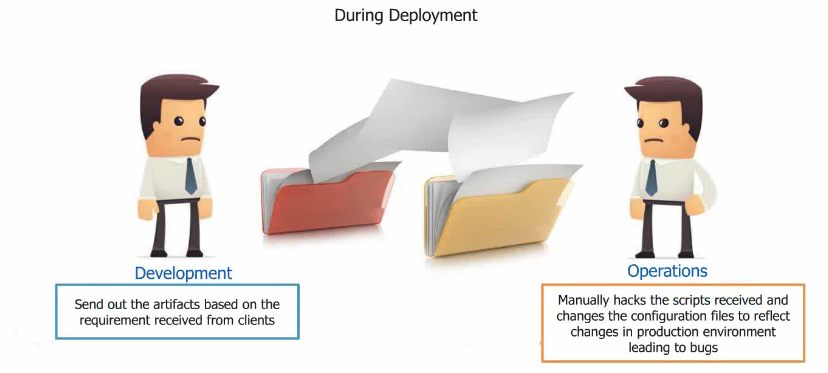 During Deployment
Development
Send out the artifacts based on the
requirement received from clients
Operations
Manually hacks the scripts received and
changes the configuration files to reflect
changes in production environment
leading to bugs